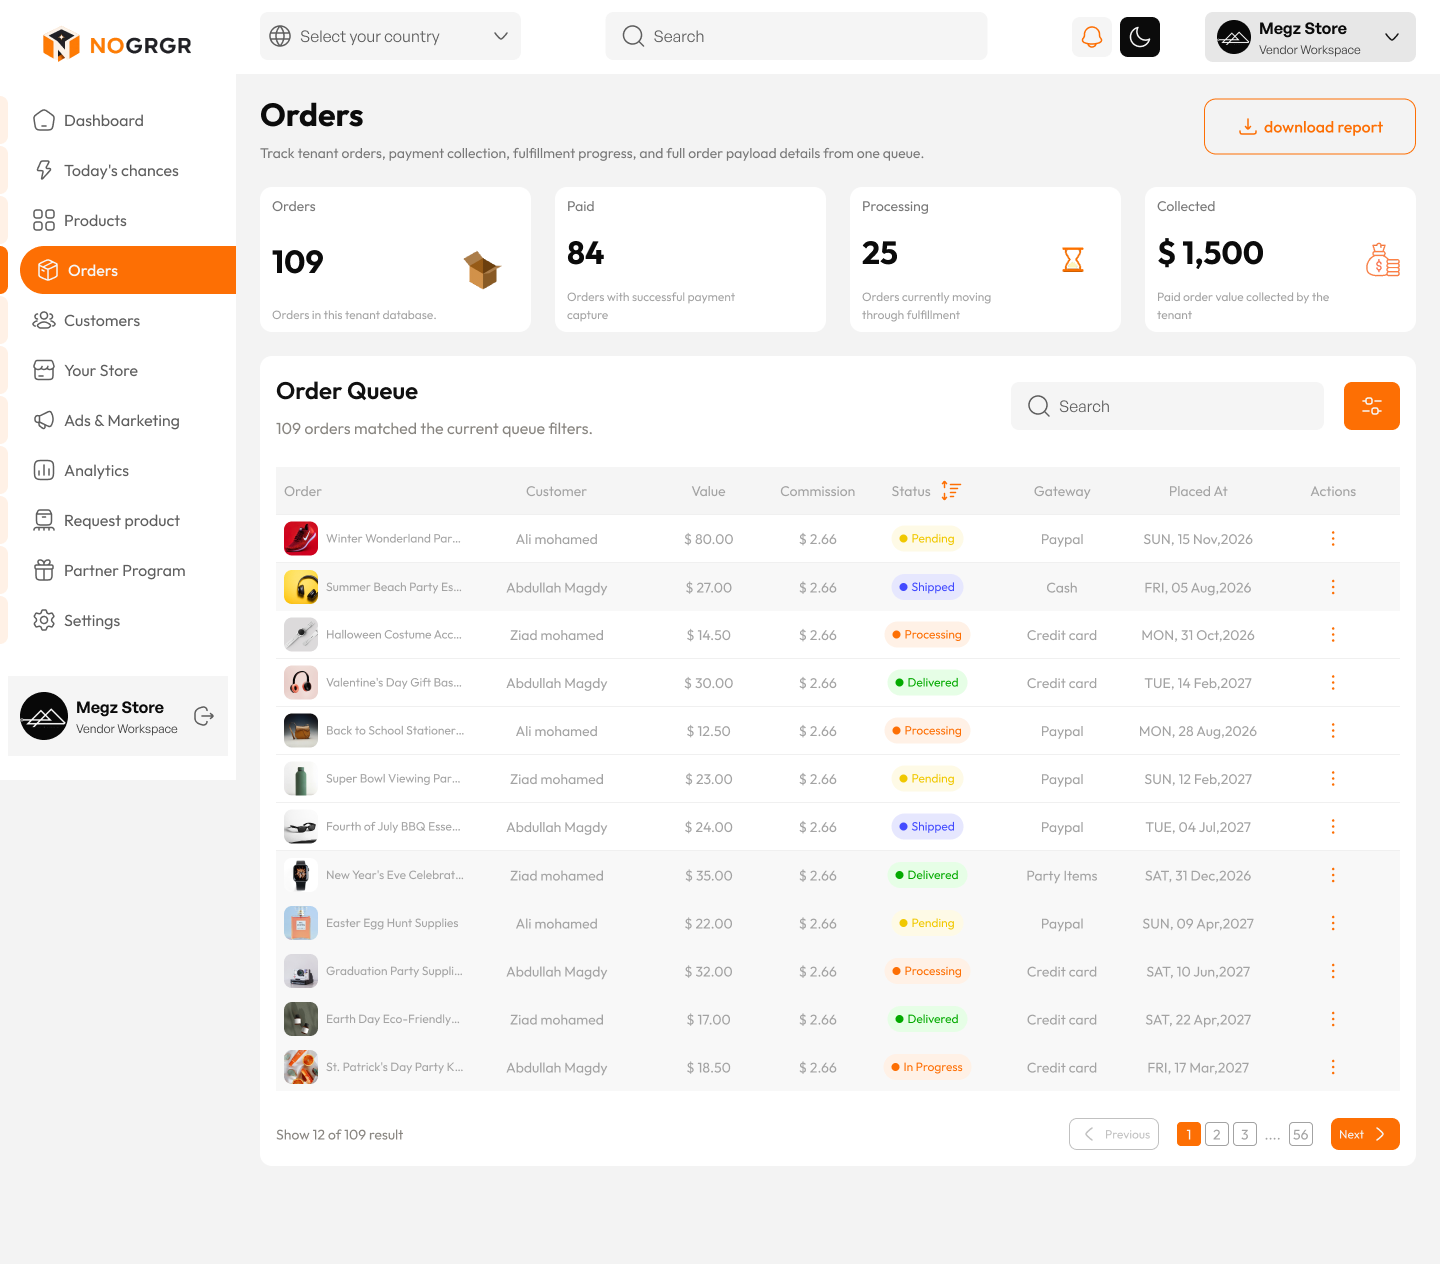 NOGRGR
Select your country
Search
Megz Store
Vendor Workspace
Dashboard
Today's chances
Products
Orders
Customers
Your Store
Ads & Marketing
Analytics
Request product
Partner Program
Settings
Megz Store
Vendor Workspace
Orders
Track tenant orders, payment collection, fulfillment progress, and full order payload details from one queue.
download report
Orders
109
Orders in this tenant database.
Paid
84
Orders with successful payment
capture
Processing
25
Orders currently moving
through fulfillment
Collected
$ 1,500
Paid order value collected by the
tenant
Order Queue
109 orders matched the current queue filters.
Search
Order Customer Value Commission Status Gateway Placed At Actions
Winter Wonderland Par... Ali mohamed $ 80.00 $ 2.66 Pending Paypal SUN, 15 Nov,2026
Summer Beach Party Es... Abdullah Magdy $ 27.00 $ 2.66 Shipped Cash FRI, 05 Aug,2026
Halloween Costume Acc... Ziad mohamed $ 14.50 $ 2.66 Processing Credit card MON, 31 Oct,2026
Valentine's Day Gift Bas... Abdullah Magdy $ 30.00 $ 2.66 Delivered Credit card TUE, 14 Feb,2027
Back to School Stationer... Ali mohamed $ 12.50 $ 2.66 Processing Paypal MON, 28 Aug,2026
Super Bowl Viewing Par... Ziad mohamed $ 23.00 $ 2.66 Pending Paypal SUN, 12 Feb,2027
Fourth of July BBQ Esse... Abdullah Magdy $ 24.00 $ 2.66 Shipped Paypal TUE, 04 Jul,2027
New Year's Eve Celebrat... Ziad mohamed $ 35.00 $ 2.66 Delivered Party Items SAT, 31 Dec,2026
Easter Egg Hunt Supplies Ali mohamed $ 22.00 $ 2.66 Pending Paypal SUN, 09 Apr,2027
Graduation Party Suppli... Abdullah Magdy $ 32.00 $ 2.66 Processing Credit card SAT, 10 Jun,2027
Earth Day Eco-Friendly... Ziad mohamed $ 17.00 $ 2.66 Delivered Credit card SAT, 22 Apr,2027
St. Patrick's Day Party K... Abdullah Magdy $ 18.50 $ 2.66 In Progress Credit card FRI, 17 Mar,2027
Show 12 of 109 result
Previous 1 2 3 .... 56 Next